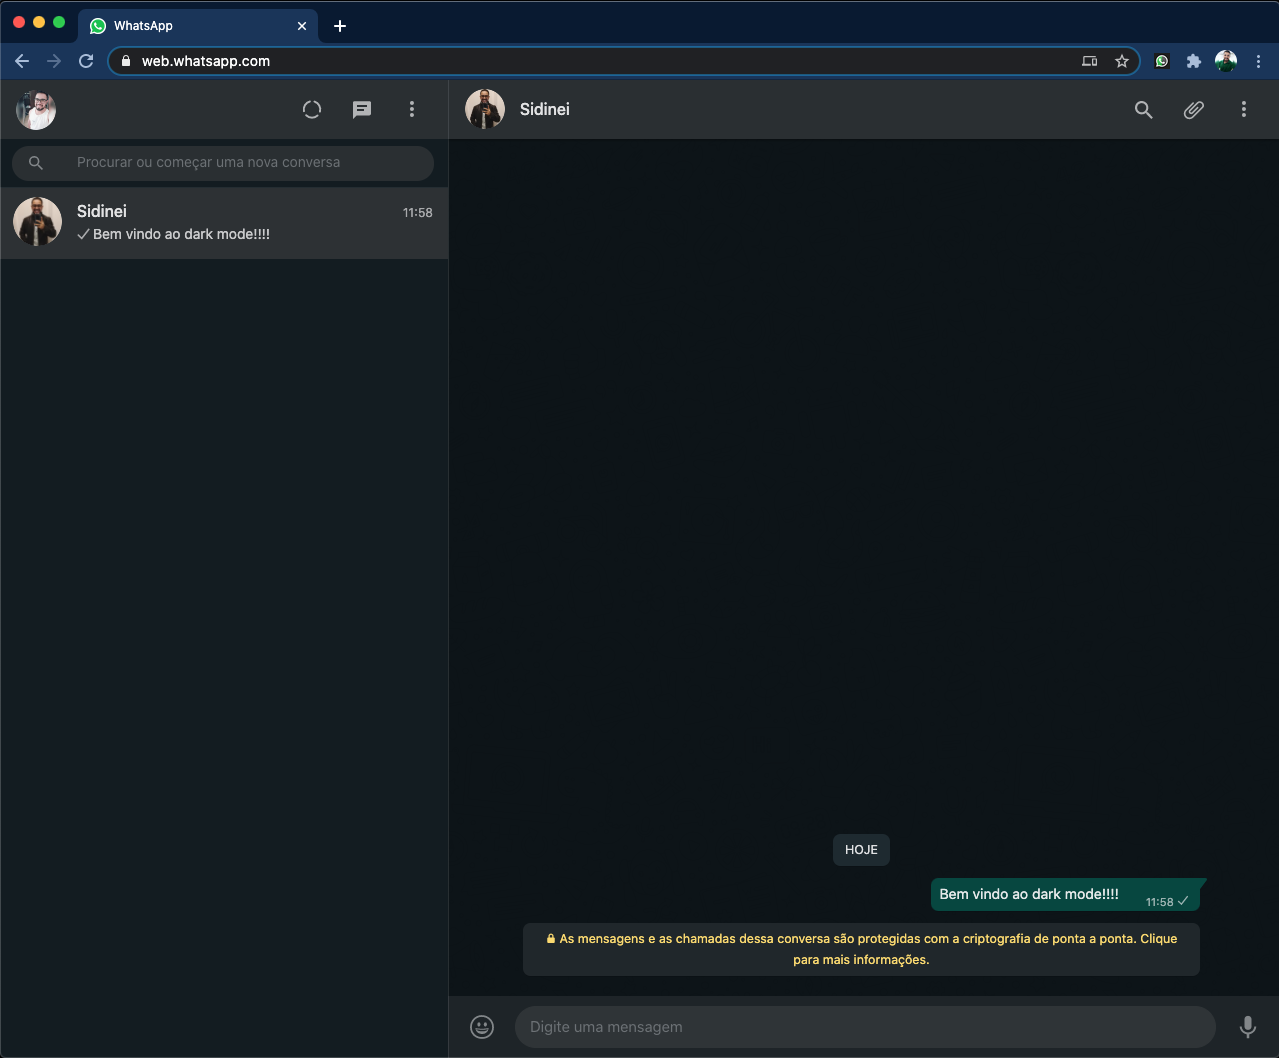 WhatsApp
web.whatsapp.com
Sidinei
Procurar ou começar uma nova conversa
Sidinei
11:58
Bem vindo ao dark mode!!!!
HOJE
Bem vindo ao dark mode!!!!
11:58
As mensagens e as chamadas dessa conversa são protegidas com a criptografia de ponta a ponta. Clique
para mais informações.
Digite uma mensagem